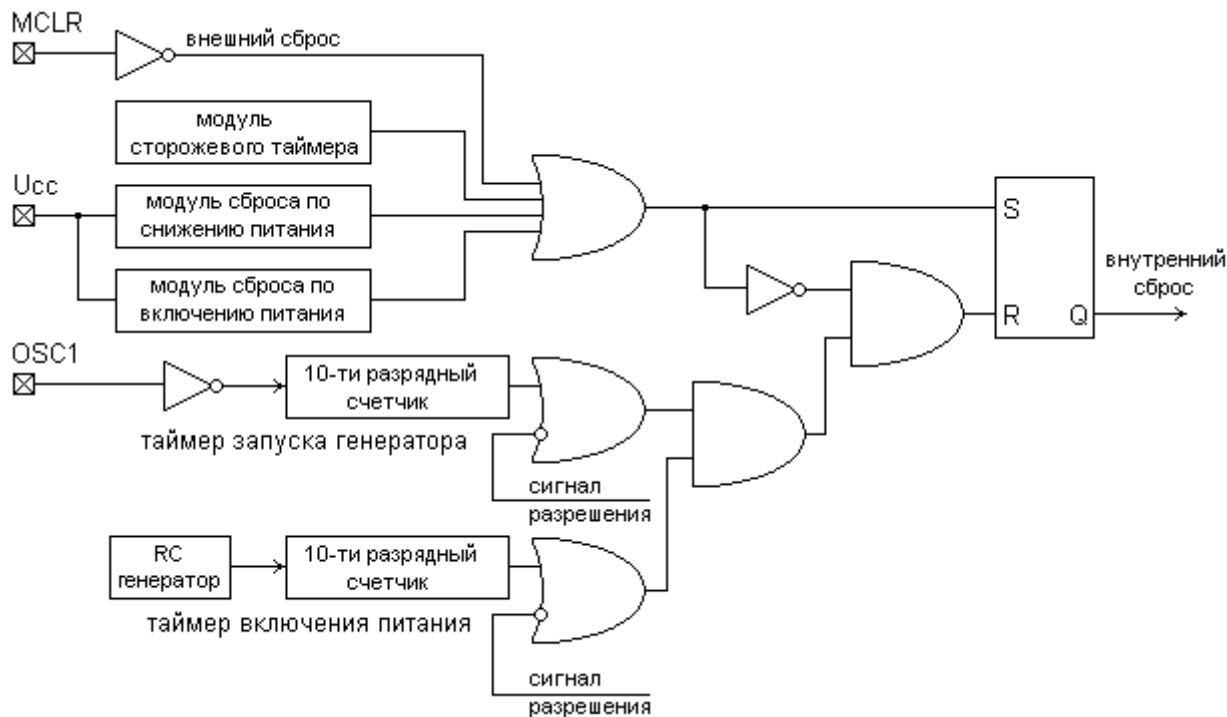 MCLR
внешний сброс
модуль
сторожевого таймера
Ucc
модуль сброса по
снижению питания
S
внутренний
сброс
модуль сброса по
включению питания
R
Q
OSC1
10-ти разрядный
счетчик
таймер запуска генератора
сигнал
разрешения
RC
генератор
10-ти разрядный
счетчик
таймер включения питания
сигнал
разрешения